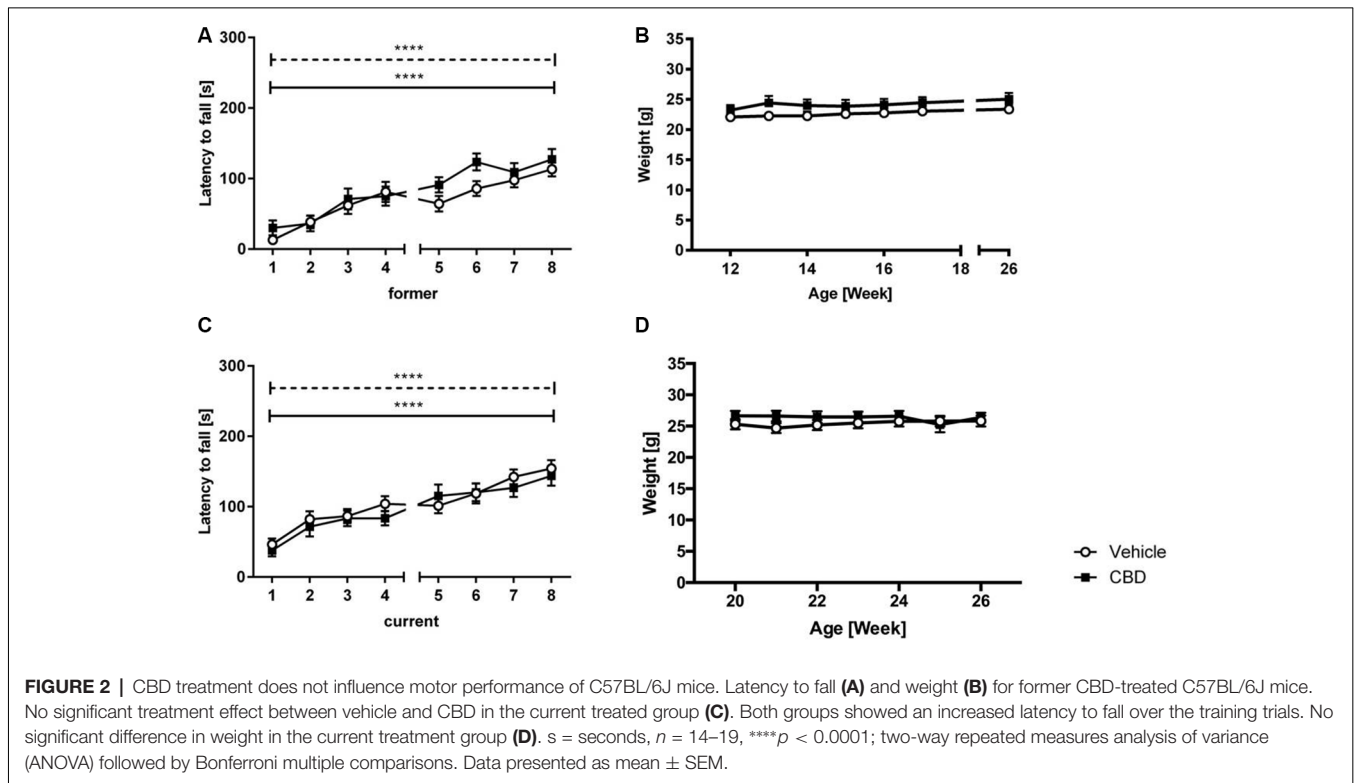 A
B
300
200
100
0
Latency to fall [s]
****
****
1 2 3 4 5 6 7 8
former
35
30
25
20
15
10
5
0
Weight [g]
12 14 16 18 26
Age [Week]
C
D
300
200
100
0
Latency to fall [s]
****
****
1 2 3 4 5 6 7 8
current
35
30
25
20
15
10
5
0
Weight [g]
20 22 24 26
Age [Week]
Vehicle
CBD
FIGURE 2 | CBD treatment does not influence motor performance of C57BL/6J mice. Latency to fall (A) and weight (B) for former CBD-treated C57BL/6J mice.
No significant treatment effect between vehicle and CBD in the current treated group (C). Both groups showed an increased latency to fall over the training trials. No
significant difference in weight in the current treatment group (D). s = seconds, n = 14–19, ****p < 0.0001; two-way repeated measures analysis of variance
(ANOVA) followed by Bonferroni multiple comparisons. Data presented as mean ± SEM.